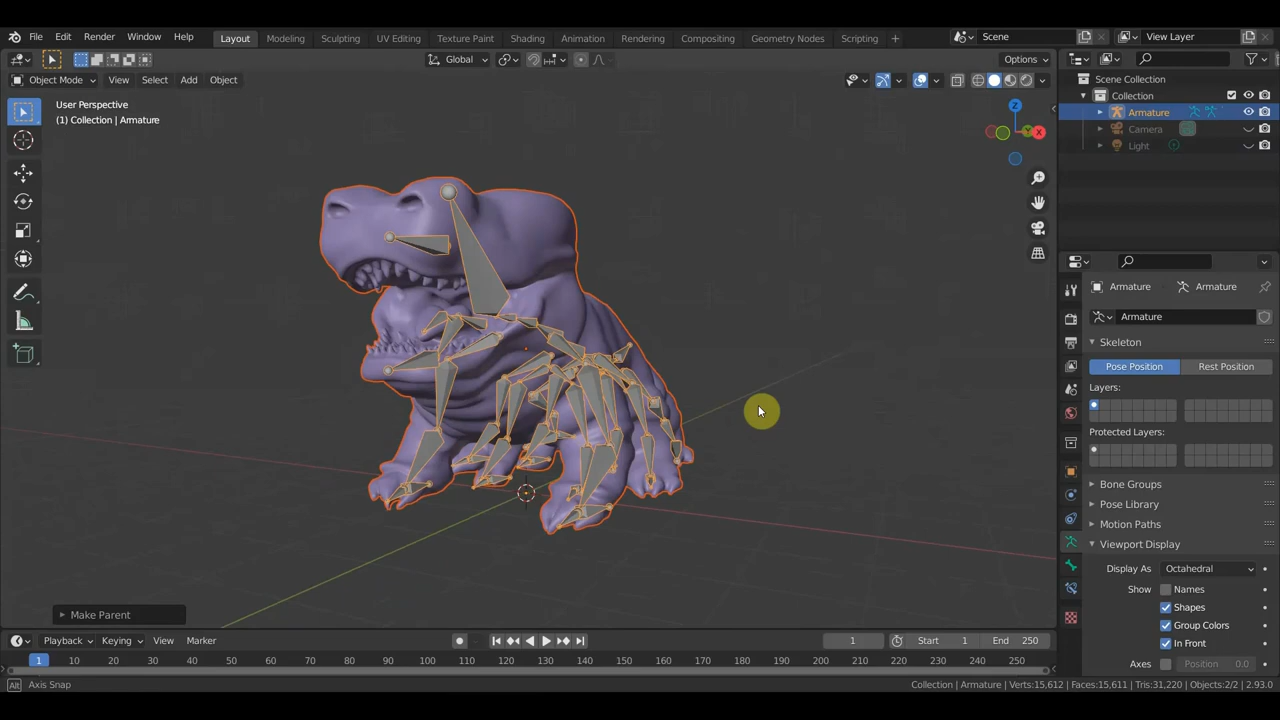 File Edit Render Window Help Layout Modeling Sculpting UV Editing Texture Paint Shading Animation Rendering Compositing Geometry Nodes Scripting + Scene View Layer
Global Options
Object Mode View Select Add Object
User Perspective
(1) Collection | Armature
Z
Y
X
Scene Collection
Collection
Armature
Camera
Light
Armature Armature
Armature
Skeleton
Pose Position Rest Position
Layers:
Protected Layers:
Bone Groups
Pose Library
Motion Paths
Viewport Display
Display As Octahedral
Show Names
Shapes
Group Colors
In Front
Axes Position 0.0
Make Parent
Playback Keying View Marker 1 Start 1 End 250
1 10 20 30 40 50 60 70 80 90 100 110 120 130 140 150 160 170 180 190 200 210 220 230 240 250
Alt Axis Snap Collection | Armature | Verts:15,612 | Faces:15,611 | Tris:31,220 | Objects:2/2 | 2.93.0